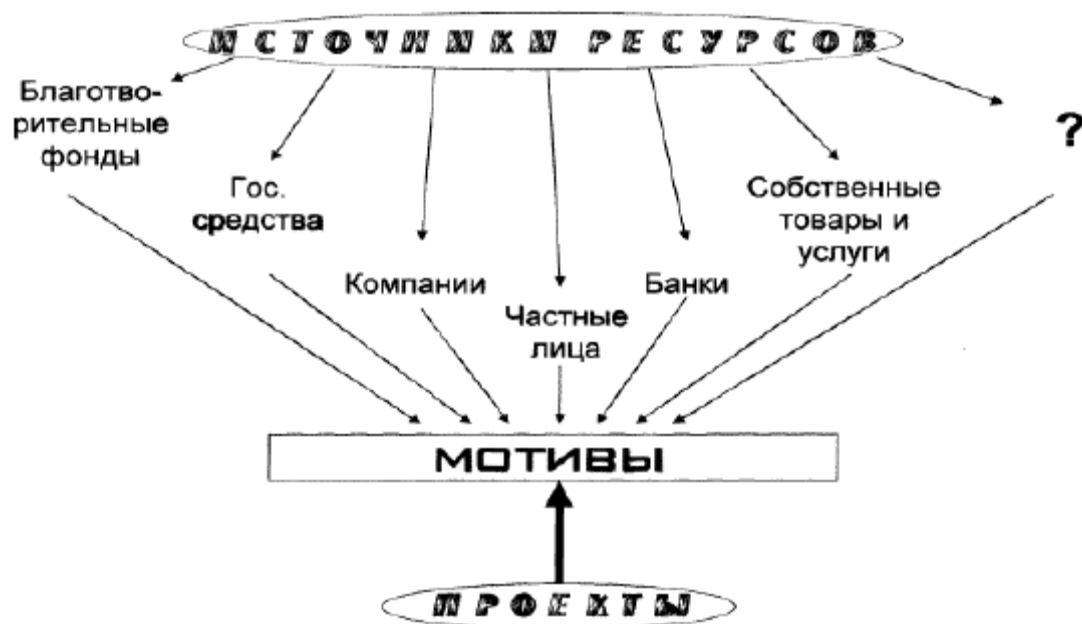 ИСТОЧНИКИ РЕСУРСОВ
Благотво-
рительные
фонды
?
Гос.
средства
Собственные
товары и
услуги
Компании
Банки
Частные
лица
МОТИВЫ
ПРОЕКТЫ